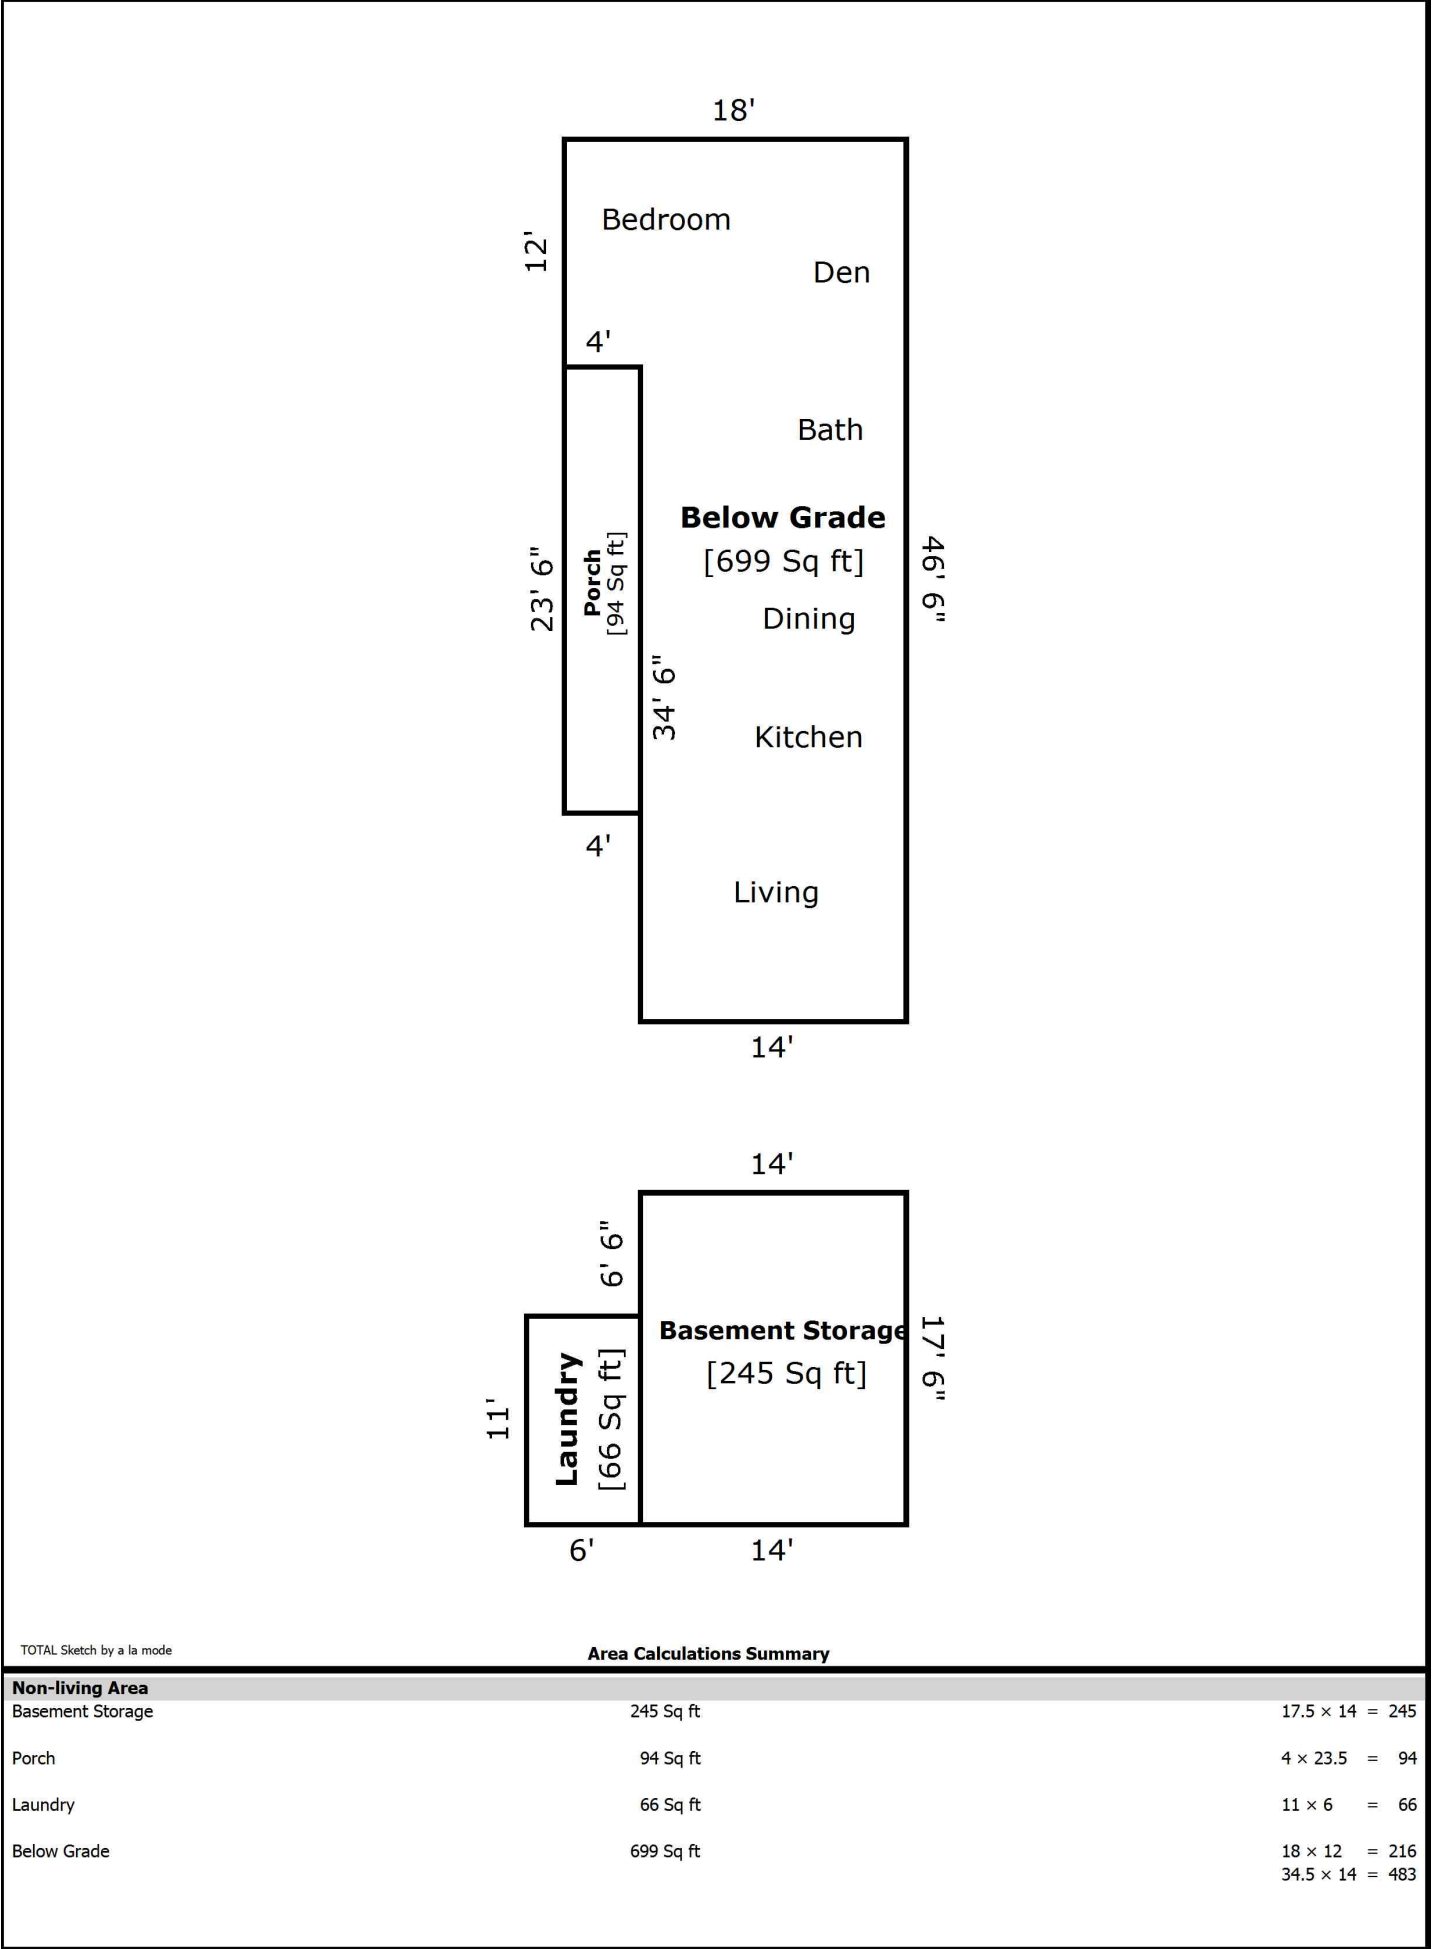 18'
Bedroom
12'
Den
4'
Bath
Below Grade
[699 Sq ft]
46' 6"
23' 6"
Porch
[94 Sq ft]
Dining
34' 6"
Kitchen
4'
Living
14'
14'
6' 6"
Basement Storage
[245 Sq ft]
17' 6"
11'
Laundry
[66 Sq ft]
6'
14'
TOTAL Sketch by a la mode
Area Calculations Summary
Non-living Area
Basement Storage 245 Sq ft 17.5 × 14 = 245
Porch 94 Sq ft 4 × 23.5 = 94
Laundry 66 Sq ft 11 × 6 = 66
Below Grade 699 Sq ft 18 × 12 = 216
34.5 × 14 = 483